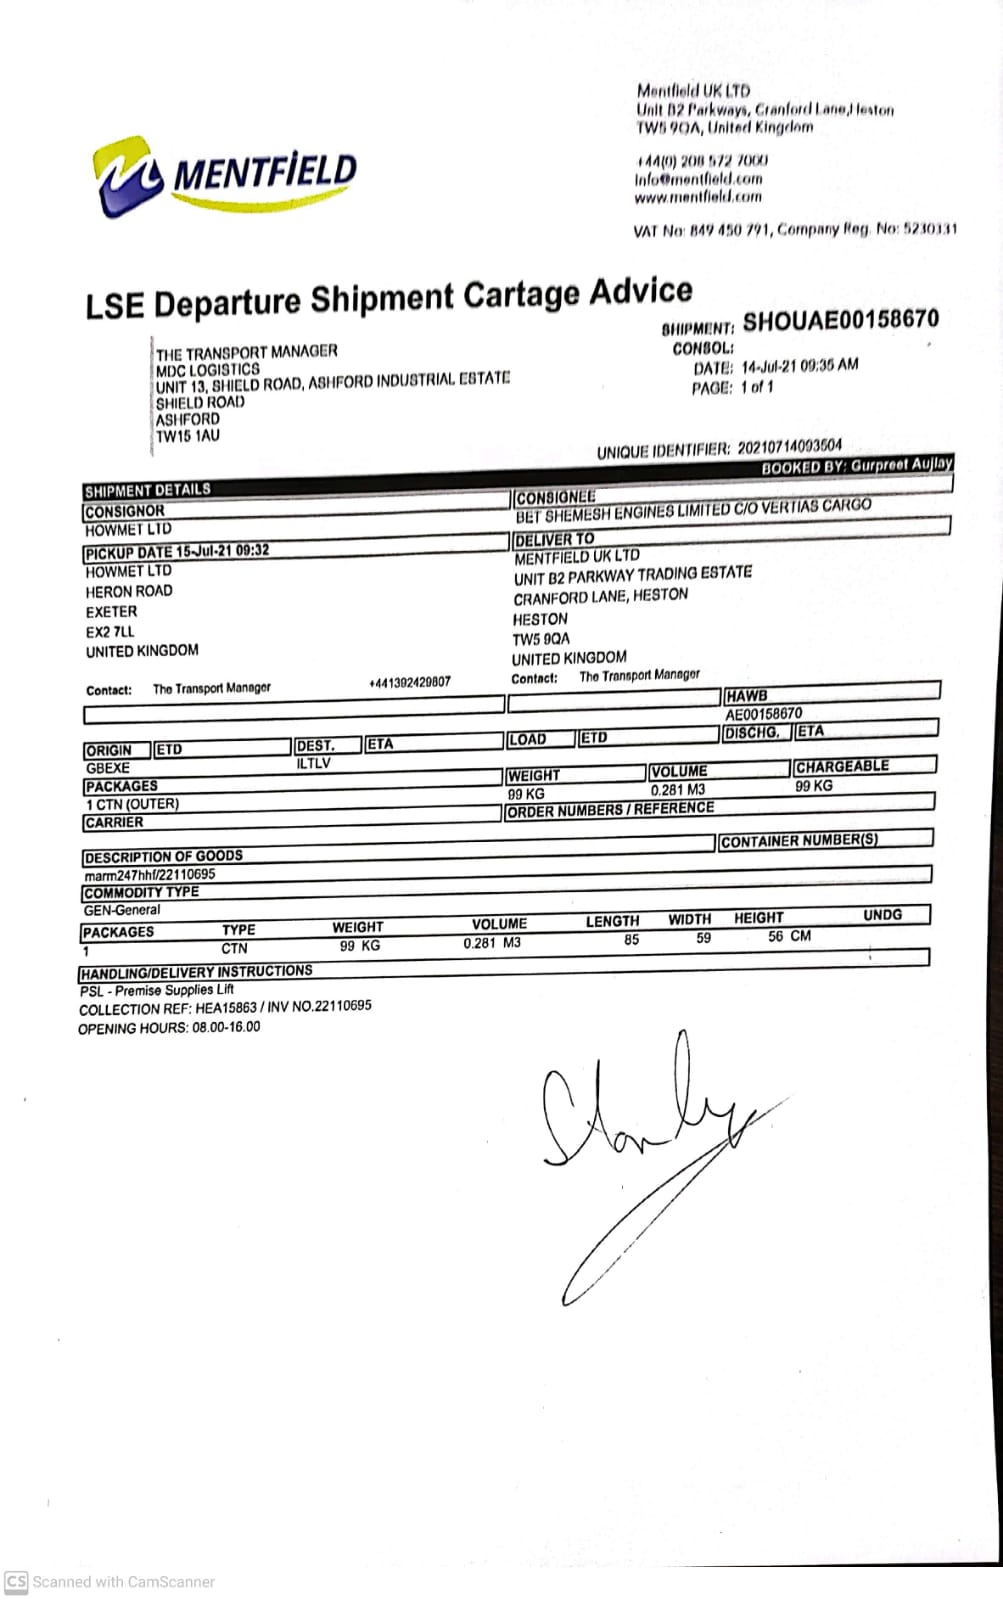 Mentfield UK LTD
Unit B2 Parkways, Cranford Lane,Heston
TW5 9QA, United Kingdom
+44(0) 208 572 7000
Info@mentfield.com
www.mentfield.com
VAT No: 849 450 791, Company Reg. No: 5230331
MENTFiELD
LSE Departure Shipment Cartage Advice
SHIPMENT: SHOUAE00158670
CONSOL:
DATE: 14-Jul-21 09:35 AM
PAGE: 1 of 1
THE TRANSPORT MANAGER
MDC LOGISTICS
UNIT 13, SHIELD ROAD, ASHFORD INDUSTRIAL ESTATE
SHIELD ROAD
ASHFORD
TW15 1AU
UNIQUE IDENTIFIER: 20210714093504
SHIPMENT DETAILS BOOKED BY: Gurpreet Aujlay
CONSIGNOR CONSIGNEE
HOWMET LTD BET SHEMESH ENGINES LIMITED C/O VERTIAS CARGO
PICKUP DATE 15-Jul-21 09:32 DELIVER TO
HOWMET LTD MENTFIELD UK LTD
HERON ROAD UNIT B2 PARKWAY TRADING ESTATE
EXETER CRANFORD LANE, HESTON
EX2 7LL HESTON
UNITED KINGDOM TW5 9QA
UNITED KINGDOM
Contact: The Transport Manager +441392429807 Contact: The Transport Manager
HAWB
AE00158670
ORIGIN ETD DEST. ETA LOAD ETD DISCHG. ETA
GBEXE ILTLV
PACKAGES WEIGHT VOLUME CHARGEABLE
1 CTN (OUTER) 99 KG 0.281 M3 99 KG
CARRIER ORDER NUMBERS / REFERENCE
DESCRIPTION OF GOODS CONTAINER NUMBER(S)
marm247hhf/22110695
COMMODITY TYPE
GEN-General
PACKAGES TYPE WEIGHT VOLUME LENGTH WIDTH HEIGHT UNDG
1 CTN 99 KG 0.281 M3 85 59 56 CM
HANDLING/DELIVERY INSTRUCTIONS
PSL - Premise Supplies Lift
COLLECTION REF: HEA15863 / INV NO.22110695
OPENING HOURS: 08.00-16.00
Stanley
CS Scanned with CamScanner